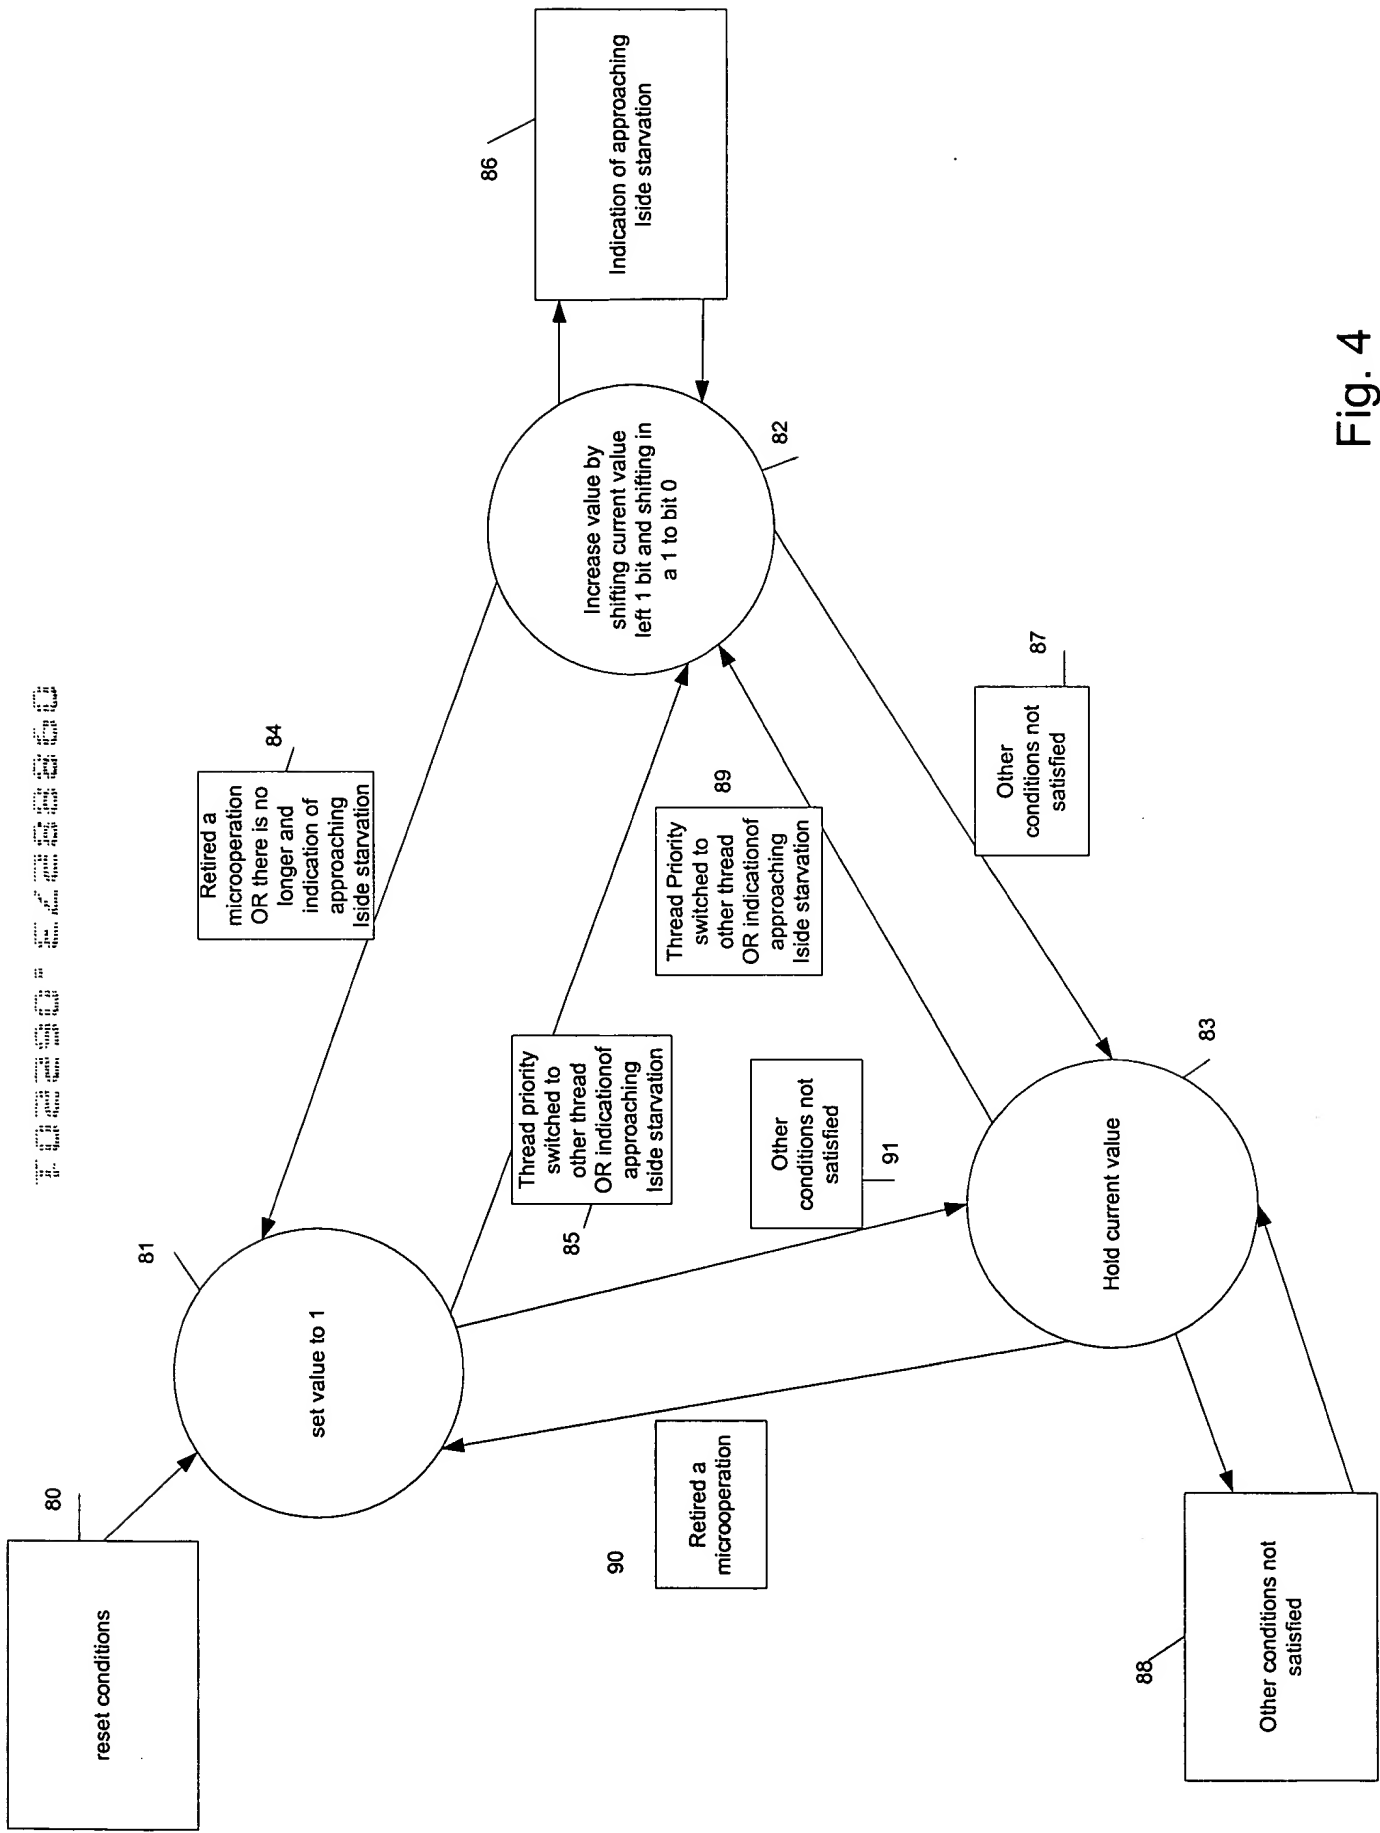 reset conditions
80
81
set value to 1
84
Retired a
microoperation
OR there is no
longer and
indication of
approaching
Iside starvation
86
Indication of approaching
Iside starvation
Increase value by
shifting current value
left 1 bit and shifting in
a 1 to bit 0
82
85
Thread priority
switched to
other thread
OR indicationof
approaching
Iside starvation
89
Thread Priority
switched to
other thread
OR indicationof
approaching
Iside starvation
90
Retired a
microoperation
Other
conditions not
satisfied
91
87
Other
conditions not
satisfied
83
Hold current value
88
Other conditions not
satisfied
Fig. 4